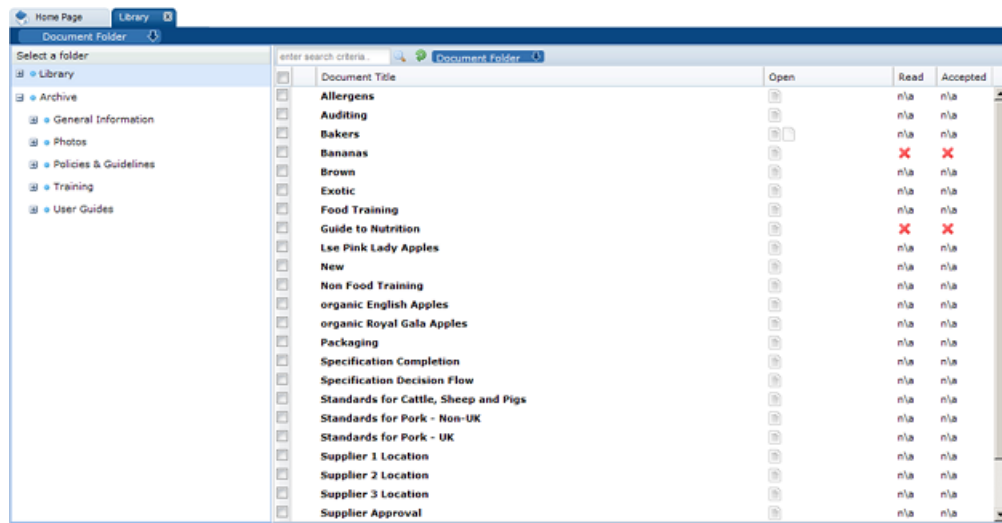 Home Page Library
Document Folder
Select a folder
Library
Archive
General Information
Photos
Policies & Guidelines
Training
User Guides
enter search criteria.. Document Folder
Document Title Open Read Accepted
Allergens n\a n\a
Auditing n\a n\a
Bakers n\a n\a
Bananas
Brown n\a n\a
Exotic n\a n\a
Food Training n\a n\a
Guide to Nutrition
Lse Pink Lady Apples n\a n\a
New n\a n\a
Non Food Training n\a n\a
organic English Apples n\a n\a
organic Royal Gala Apples n\a n\a
Packaging n\a n\a
Specification Completion n\a n\a
Specification Decision Flow n\a n\a
Standards for Cattle, Sheep and Pigs n\a n\a
Standards for Pork - Non-UK n\a n\a
Standards for Pork - UK n\a n\a
Supplier 1 Location n\a n\a
Supplier 2 Location n\a n\a
Supplier 3 Location n\a n\a
Supplier Approval n\a n\a